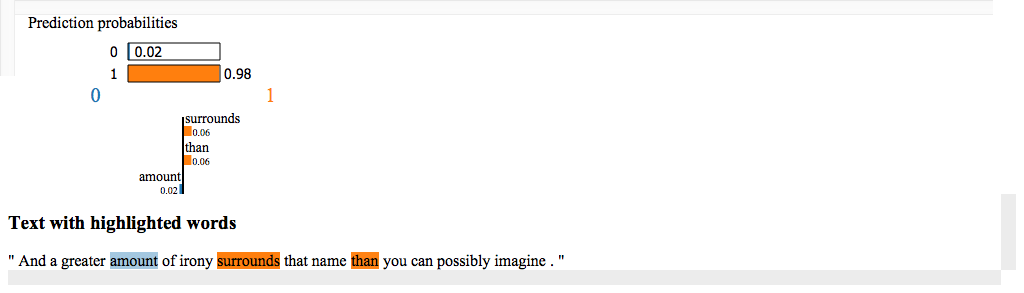 Prediction probabilities
0 0.02
1 0.98
0 1
surrounds
0.06
than
0.06
amount
0.02
Text with highlighted words
" And a greater amount of irony surrounds that name than you can possibly imagine . "